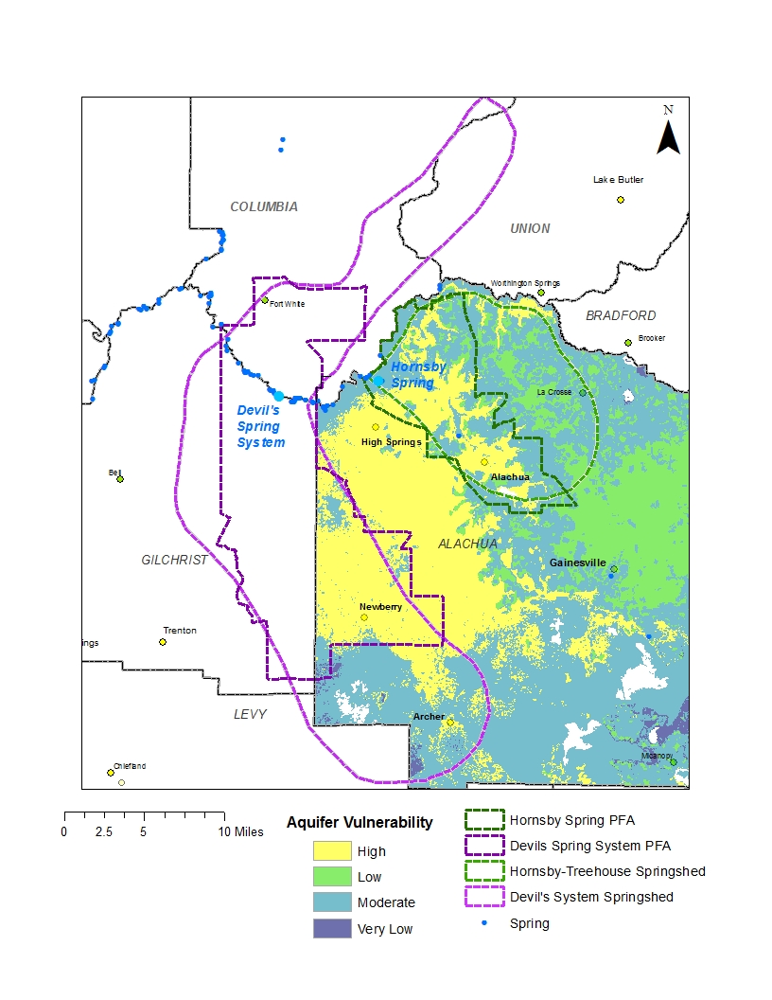 N
Lake Butler
COLUMBIA
UNION
Worthington Springs
Fort White
BRADFORD
Brooker
Hornsby
Spring
La Crosse
Devil's
Spring
System
High Springs
Bell
Alachua
ALACHUA
GILCHRIST
Gainesville
Newberry
Trenton
ings
LEVY
Archer
Micanopy
Chiefland
0 2.5 5 10 Miles
Aquifer Vulnerability
High
Low
Moderate
Very Low
Hornsby Spring PFA
Devils Spring System PFA
Hornsby-Treehouse Springshed
Devil's System Springshed
Spring